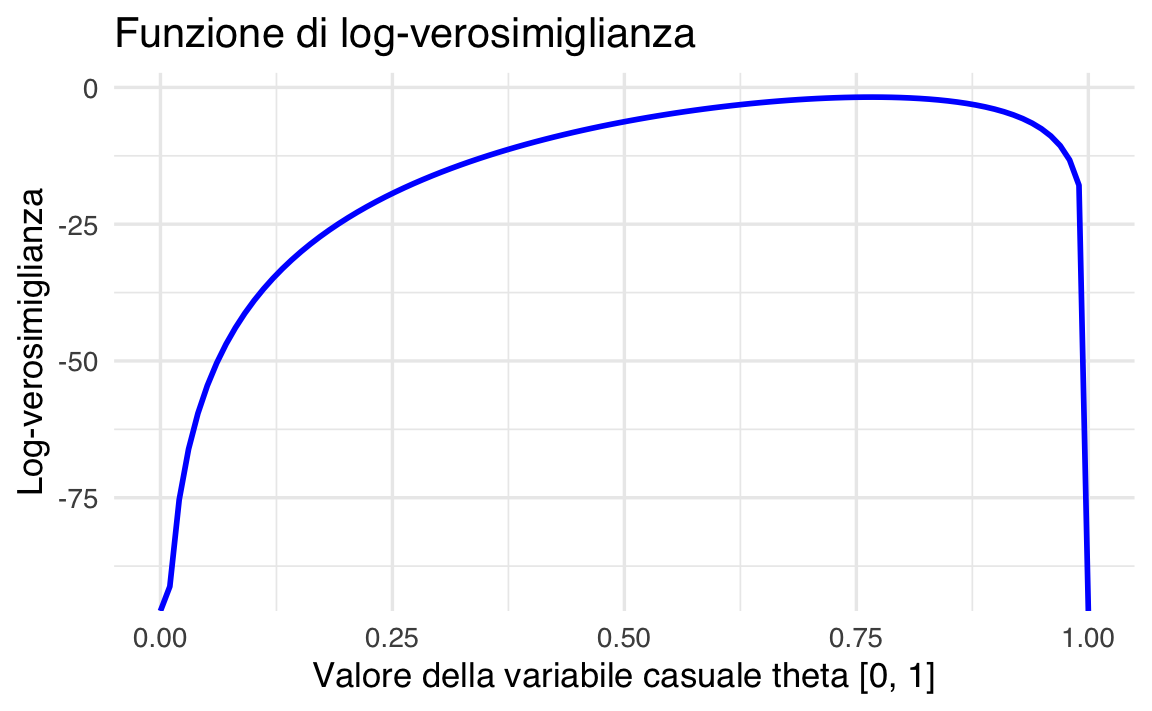 Funzione di log-verosimiglianza
Log-verosimiglianza
0
-25
-50
-75
0.00 0.25 0.50 0.75 1.00
Valore della variabile casuale theta [0, 1]